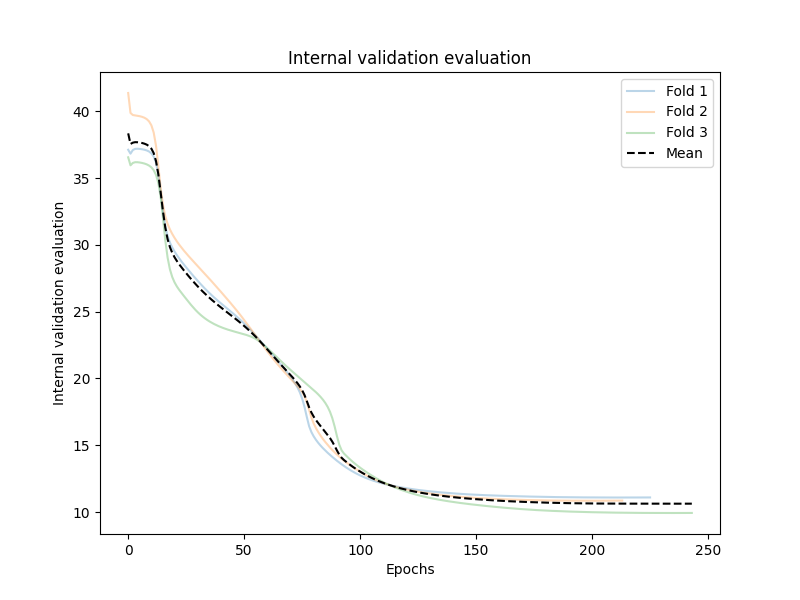 Internal validation evaluation
Fold 1
Fold 2
Fold 3
Mean
Internal validation evaluation
40
35
30
25
20
15
10
0 50 100 150 200 250
Epochs